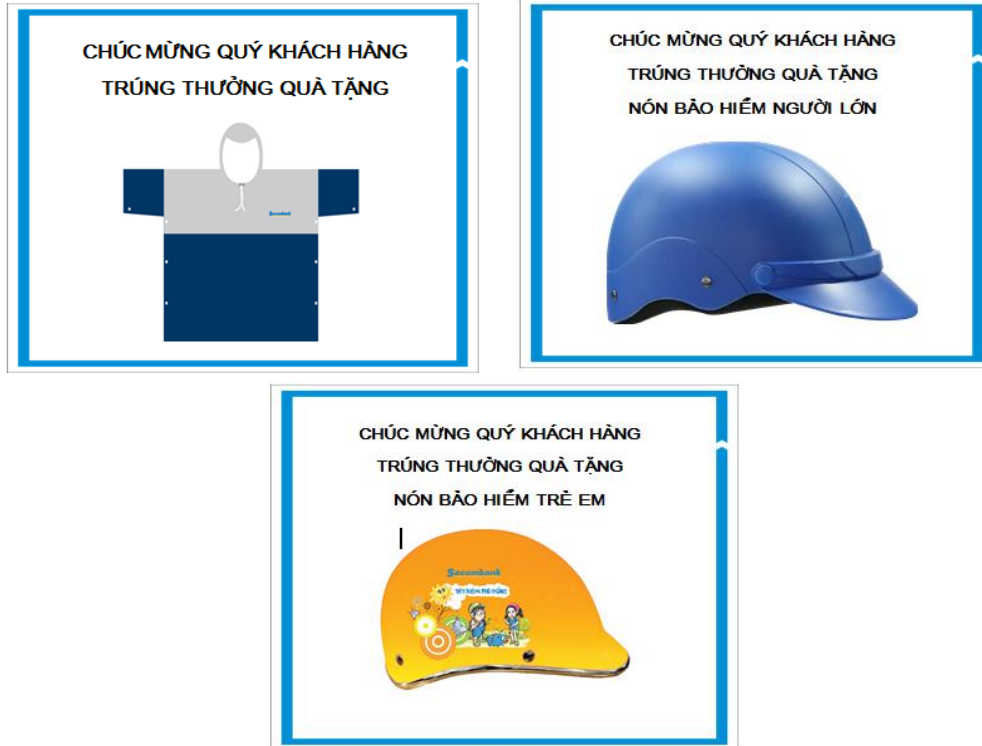 CHÚC MỪNG QUÝ KHÁCH HÀNG
TRÚNG THƯỞNG QUÀ TẶNG
Sacombank
CHÚC MỪNG QUÝ KHÁCH HÀNG
TRÚNG THƯỞNG QUÀ TẶNG
NÓN BẢO HIỂM NGƯỜI LỚN
CHÚC MỪNG QUÝ KHÁCH HÀNG
TRÚNG THƯỞNG QUÀ TẶNG
NÓN BẢO HIỂM TRẺ EM
Sacombank